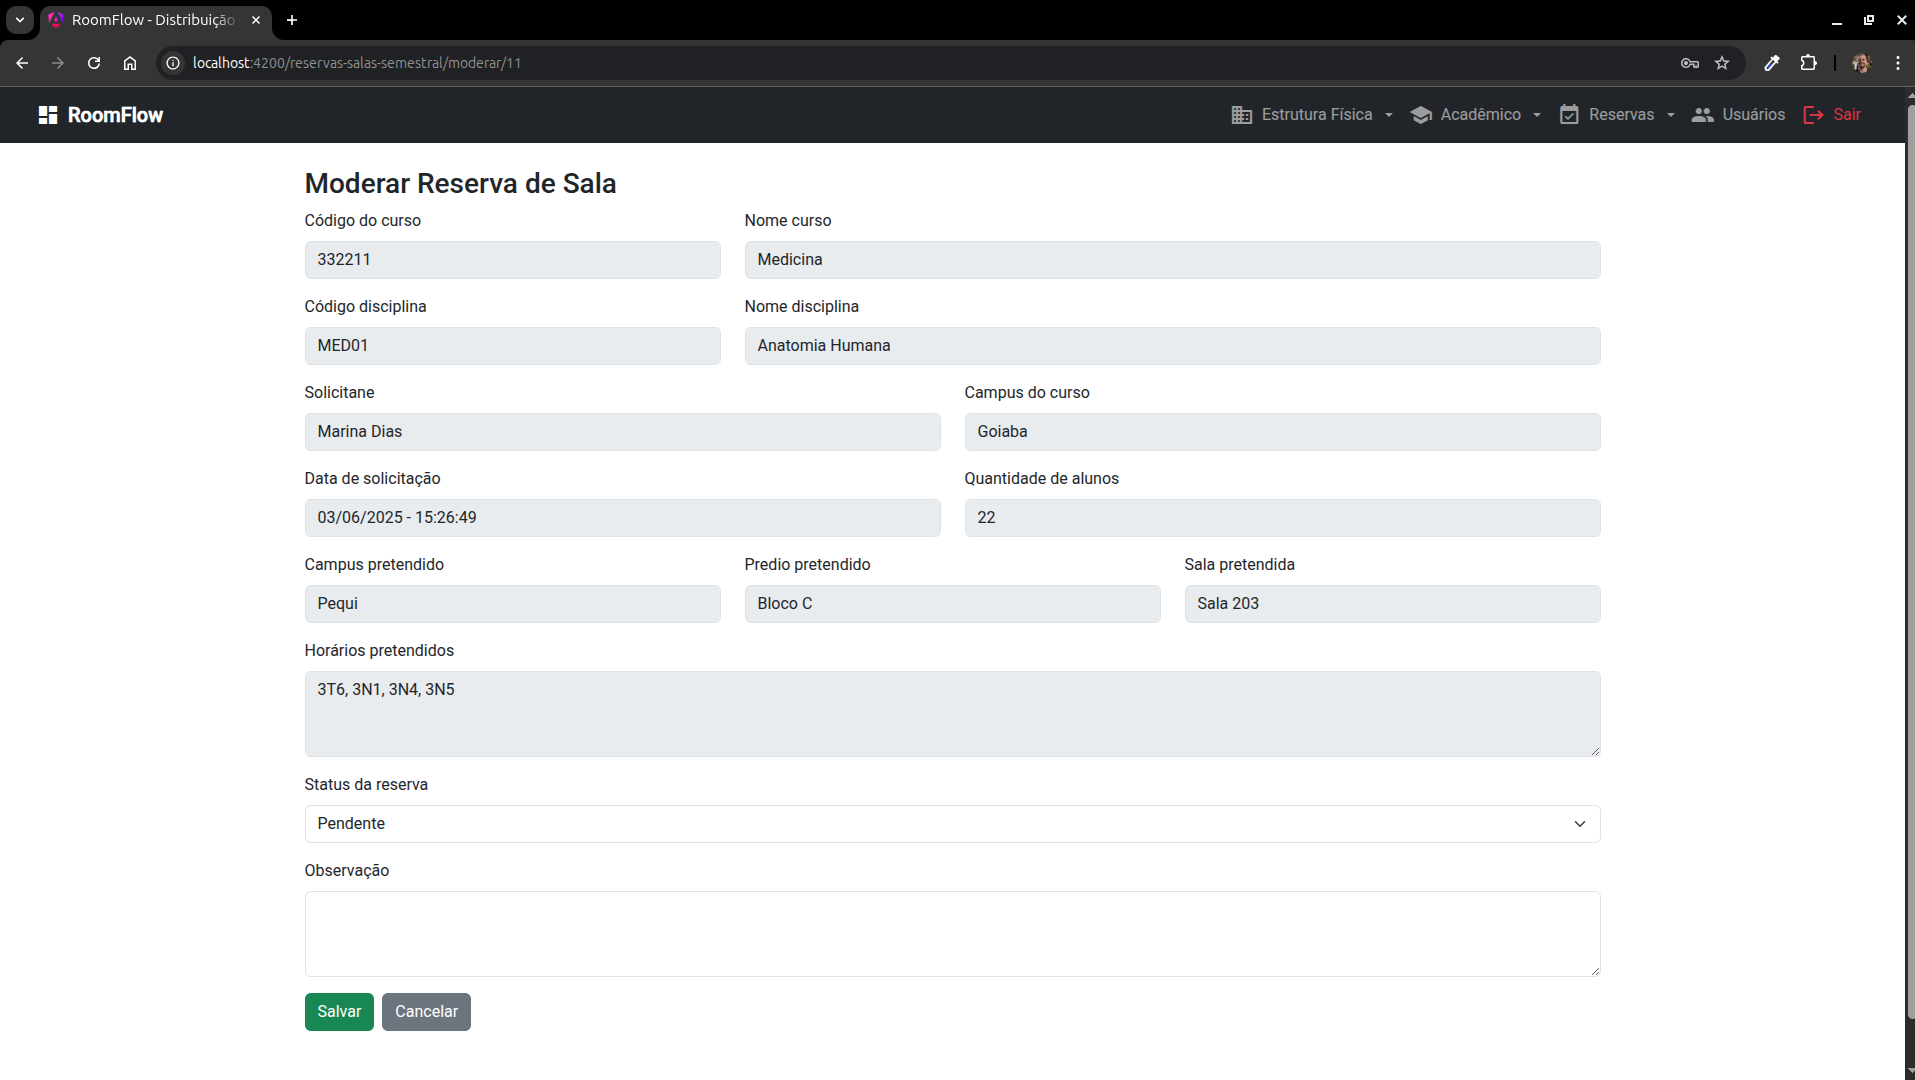 RoomFlow - Distribuição
localhost:4200/reservas-salas-semestral/moderar/11
RoomFlow
Estrutura Física
Acadêmico
Reservas
Usuários
Sair
Moderar Reserva de Sala
Código do curso
Nome curso
332211
Medicina
Código disciplina
Nome disciplina
MED01
Anatomia Humana
Solicitane
Campus do curso
Marina Dias
Goiaba
Data de solicitação
Quantidade de alunos
03/06/2025 - 15:26:49
22
Campus pretendido
Predio pretendido
Sala pretendida
Pequi
Bloco C
Sala 203
Horários pretendidos
3T6, 3N1, 3N4, 3N5
Status da reserva
Pendente
Observação
Salvar
Cancelar